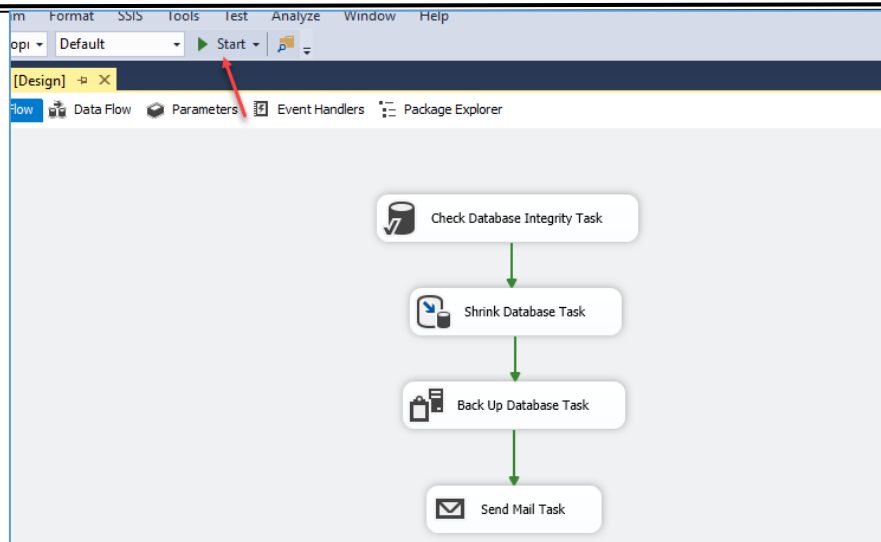 Format SSIS Tools Test Analyze Window Help
Default Start
[Design]
Flow Data Flow Parameters Event Handlers Package Explorer
Check Database Integrity Task
Shrink Database Task
Back Up Database Task
Send Mail Task